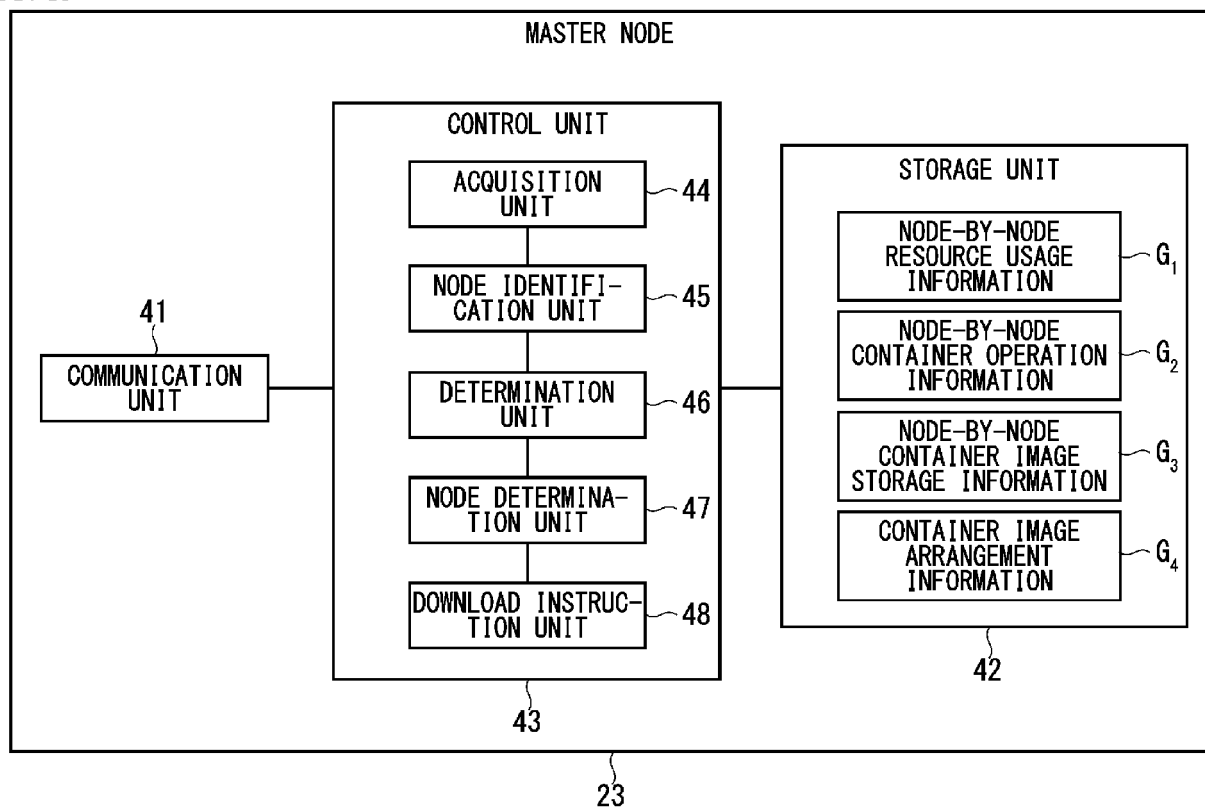 MASTER NODE
CONTROL UNIT
ACQUISITION
UNIT
44
NODE IDENTIFI-
CATION UNIT
45
DETERMINATION
UNIT
46
NODE DETERMINA-
TION UNIT
47
DOWNLOAD INSTRUC-
TION UNIT
48
43
41
COMMUNICATION
UNIT
STORAGE UNIT
NODE-BY-NODE
RESOURCE USAGE
INFORMATION
G1
NODE-BY-NODE
CONTAINER OPERATION
INFORMATION
G2
NODE-BY-NODE
CONTAINER IMAGE
STORAGE INFORMATION
G3
CONTAINER IMAGE
ARRANGEMENT
INFORMATION
G4
42
23